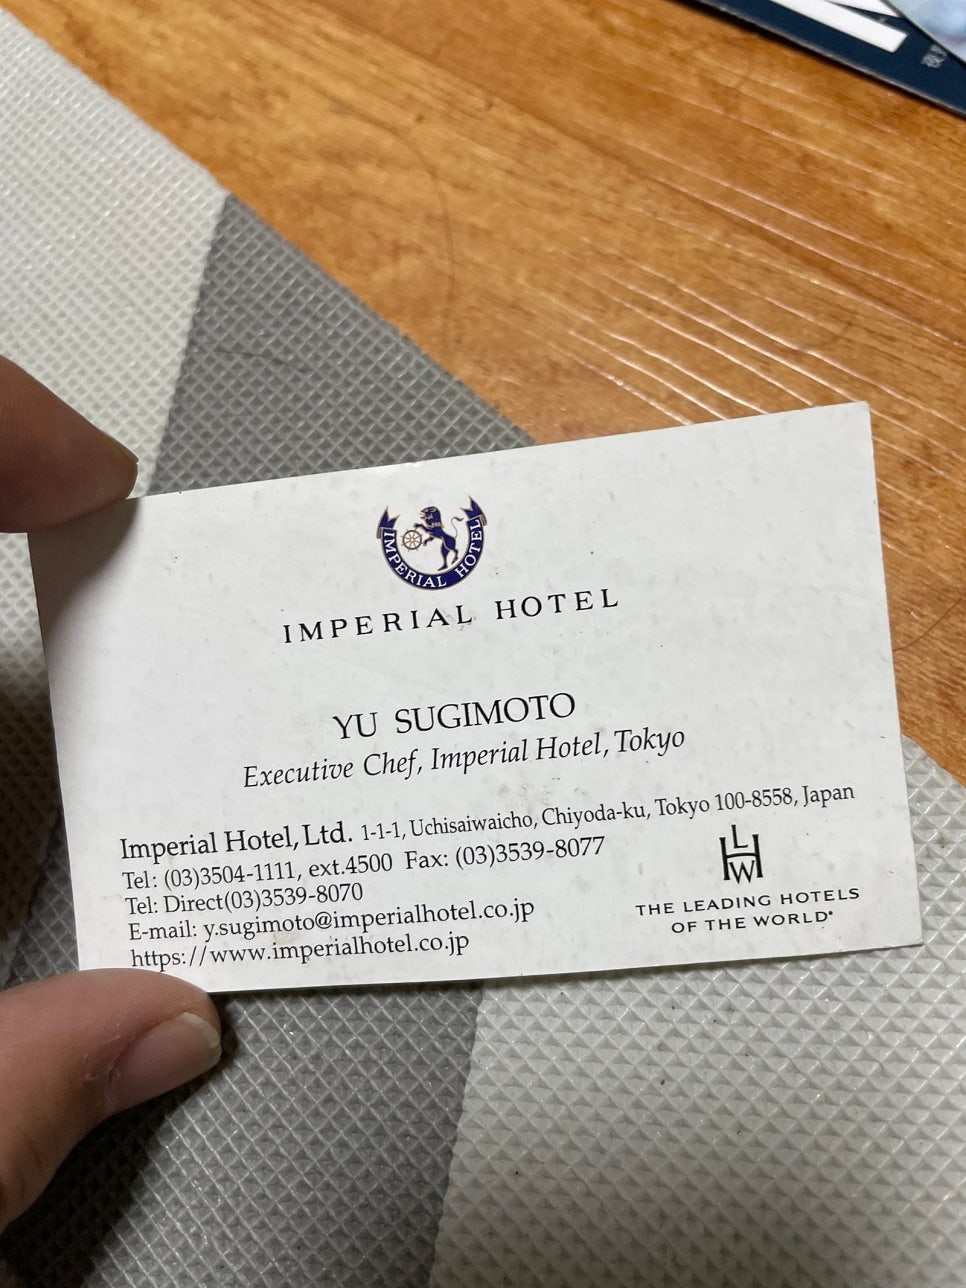 IMPERIAL HOTEL
IMPERIAL HOTEL
YU SUGIMOTO
Executive Chef, Imperial Hotel, Tokyo
Imperial Hotel, Ltd. 1-1-1, Uchisaiwaicho, Chiyoda-ku, Tokyo 100-8558, Japan
Tel: (03)3504-1111, ext.4500 Fax: (03)3539-8077
Tel: Direct(03)3539-8070
E-mail: y.sugimoto@imperialhotel.co.jp
https://www.imperialhotel.co.jp
LHW
THE LEADING HOTELS
OF THE WORLD®